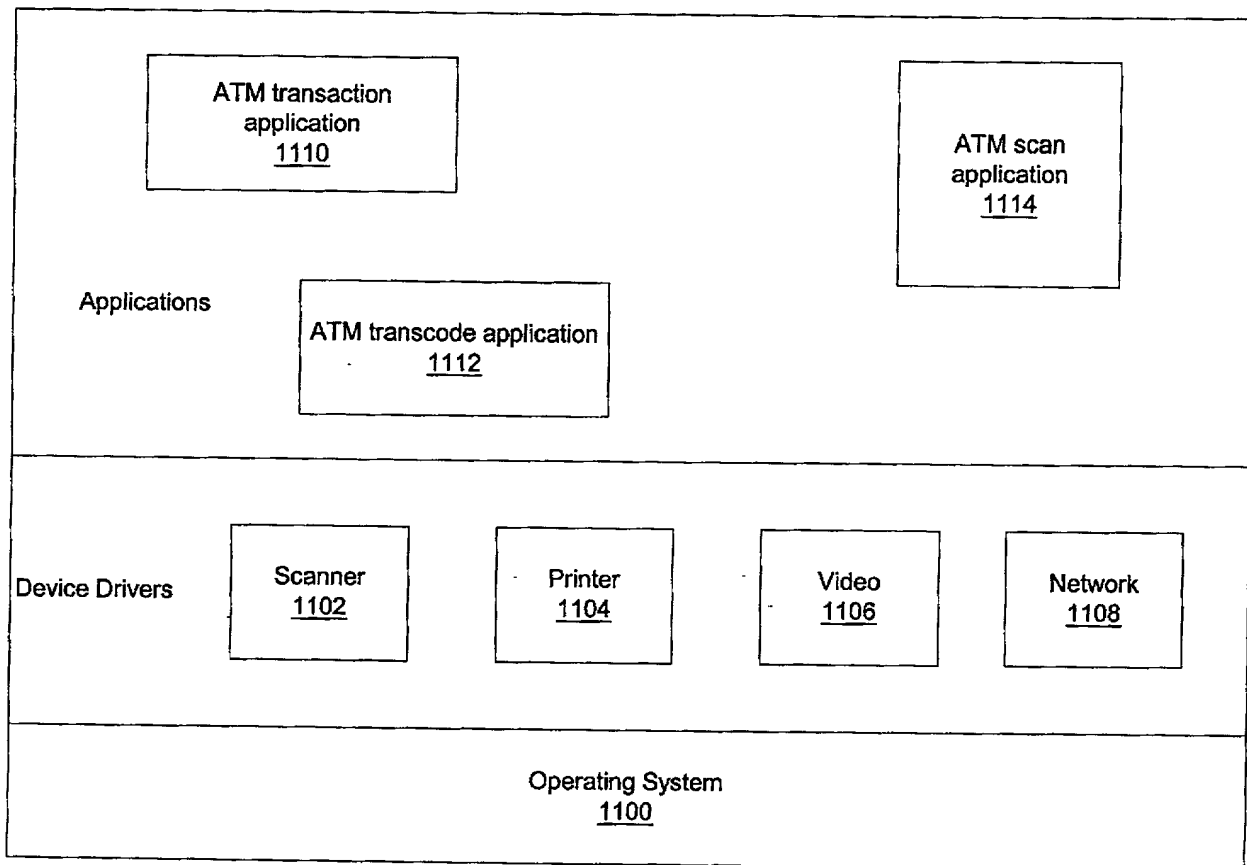 ATM transaction
application
1110
ATM scan
application
1114
Applications
ATM transcode application
1112
Device Drivers
Scanner
1102
Printer
1104
Video
1106
Network
1108
Operating System
1100